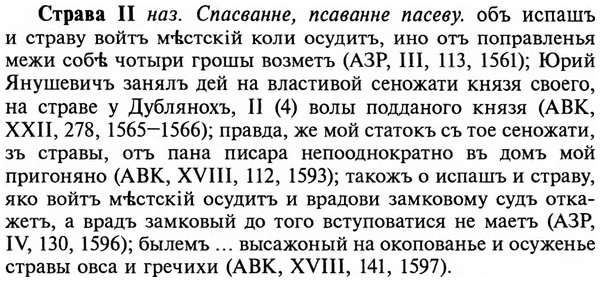 Страва II наз. Спасванне, псаванне пасеву. объ испашъ
и страву войтъ мѣстскій коли осудитъ, ино отъ поправленья
межи собѣ чотыри грошы возметъ (АЗР, III, 113, 1561); Юрий
Янушевичъ занялъ дей на властивой сеножати князя своего,
на страве у Дублянохъ, II (4) волы подданого князя (АВК,
XXII, 278, 1565—1566); правда, же мой статокъ съ тое сеножати,
зъ стравы, отъ пана писара непооднократно въ домъ мой
пригоняно (АВК, XVIII, 112, 1593); такожъ о испашъ и страву,
яко войтъ мѣстскій осудитъ и врадови замковому судъ отка-
жетъ, а врадъ замковый до того вступоватися не маетъ (АЗР,
IV, 130, 1596); былемъ ... высажоный на окопованье и осуженье
стравы овса и гречихи (АВК, XVIII, 141, 1597).